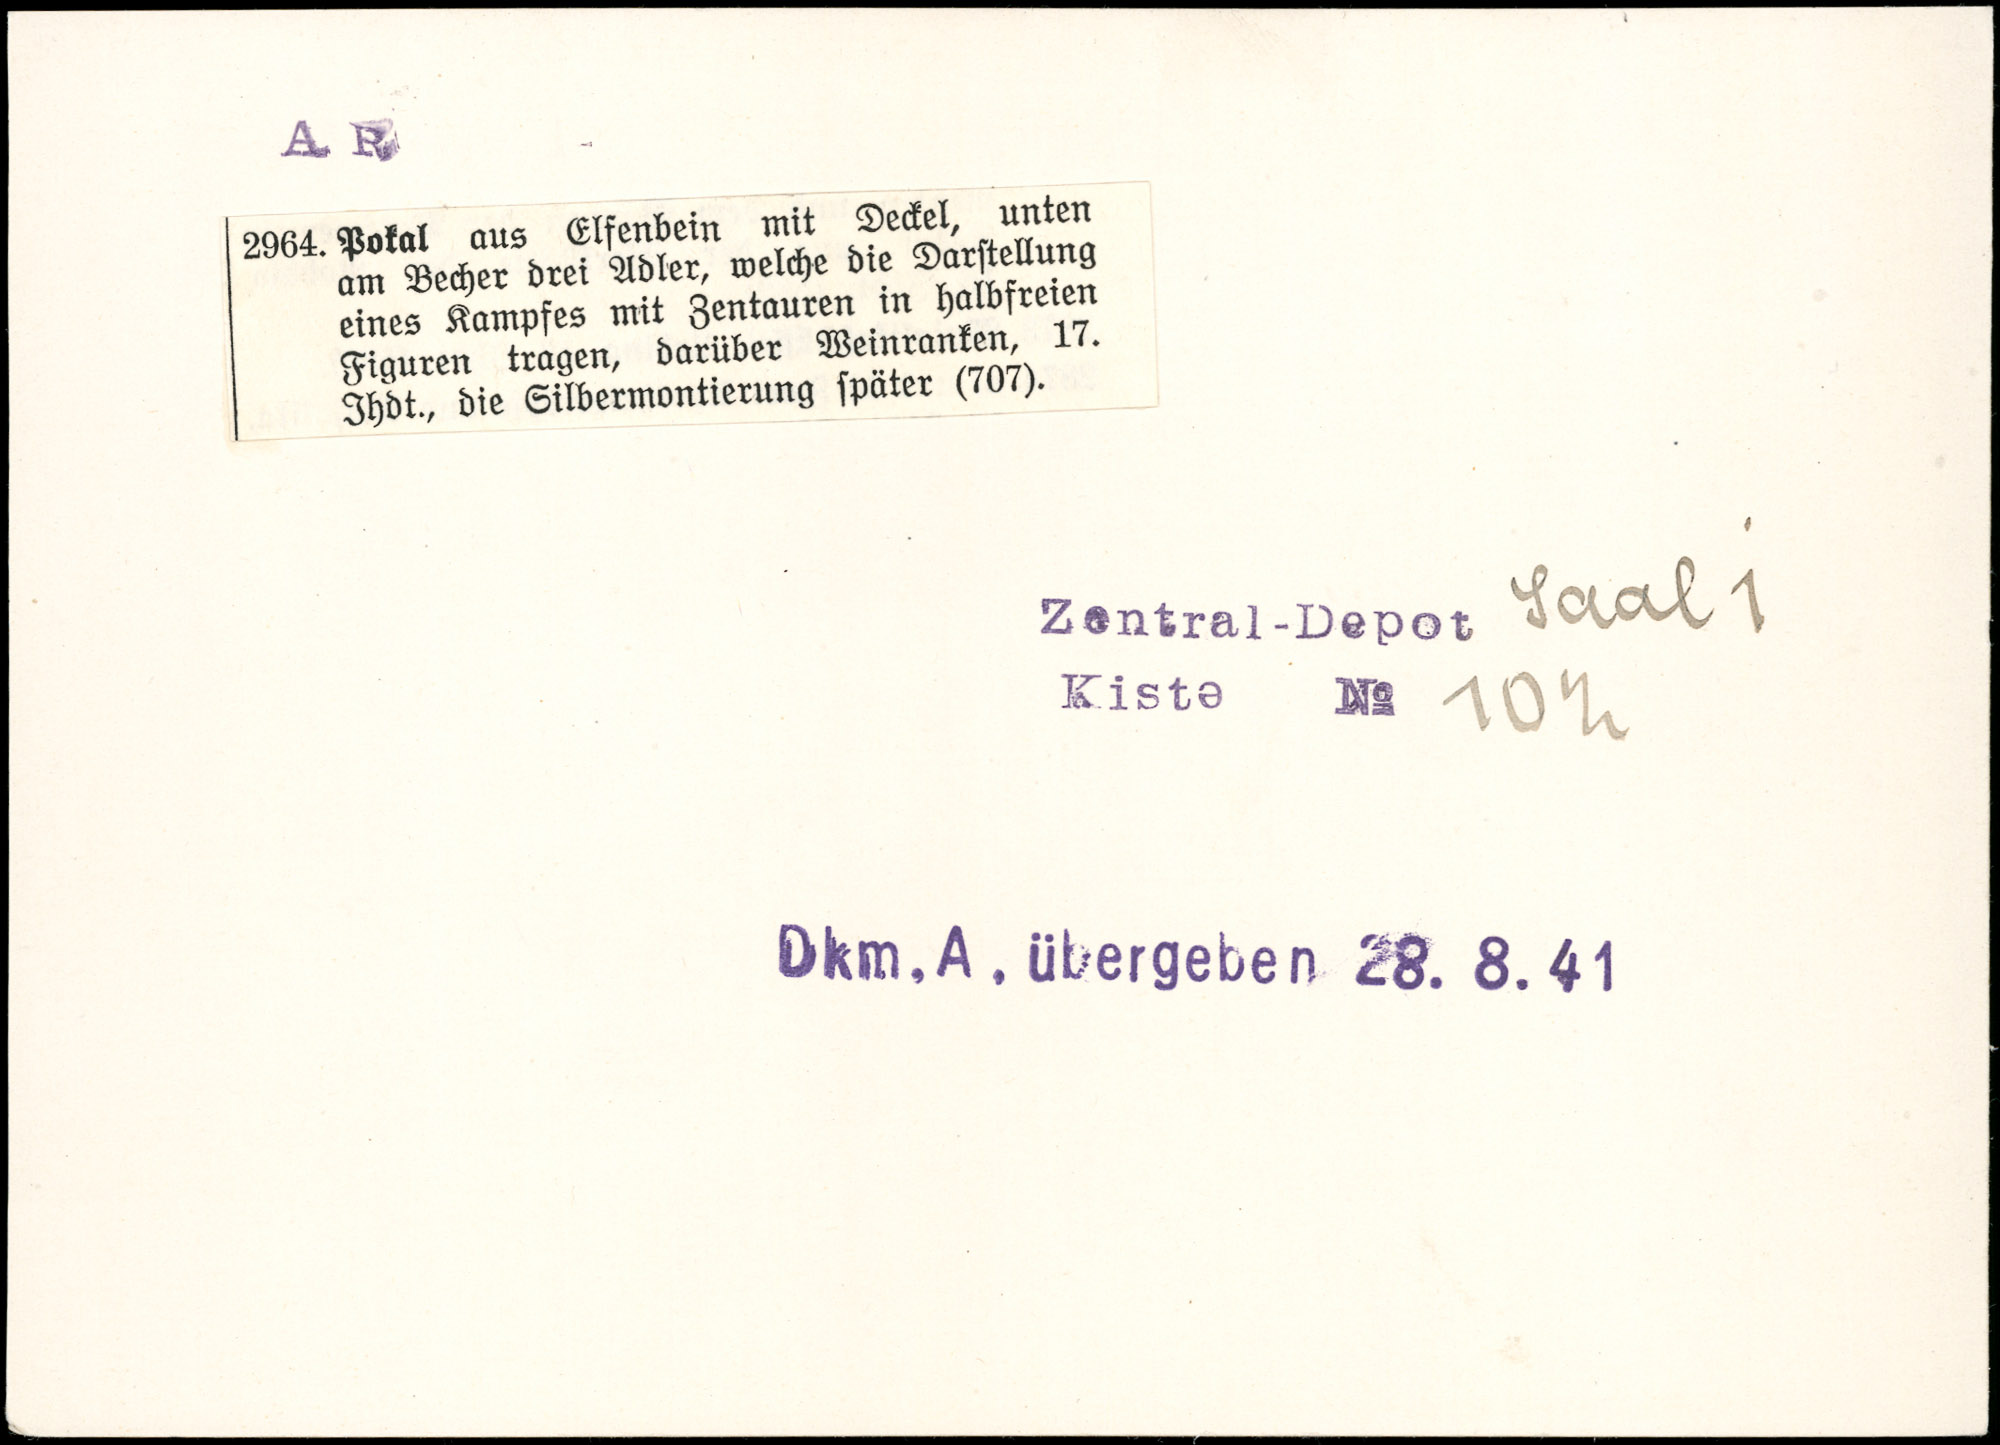 A R
2964. Pokal aus Elfenbein mit Deckel, unten
am Becher drei Adler, welche die Darſtellung
eines Kampfes mit Zentauren in halbfreien
Figuren tragen, darüber Weinranken, 17.
Ihdt., die Silbermontierung ſpäter (707).
Zentral-Depot Saal 1
Kiste №
Dkm. A. übergeben 28. 8. 41